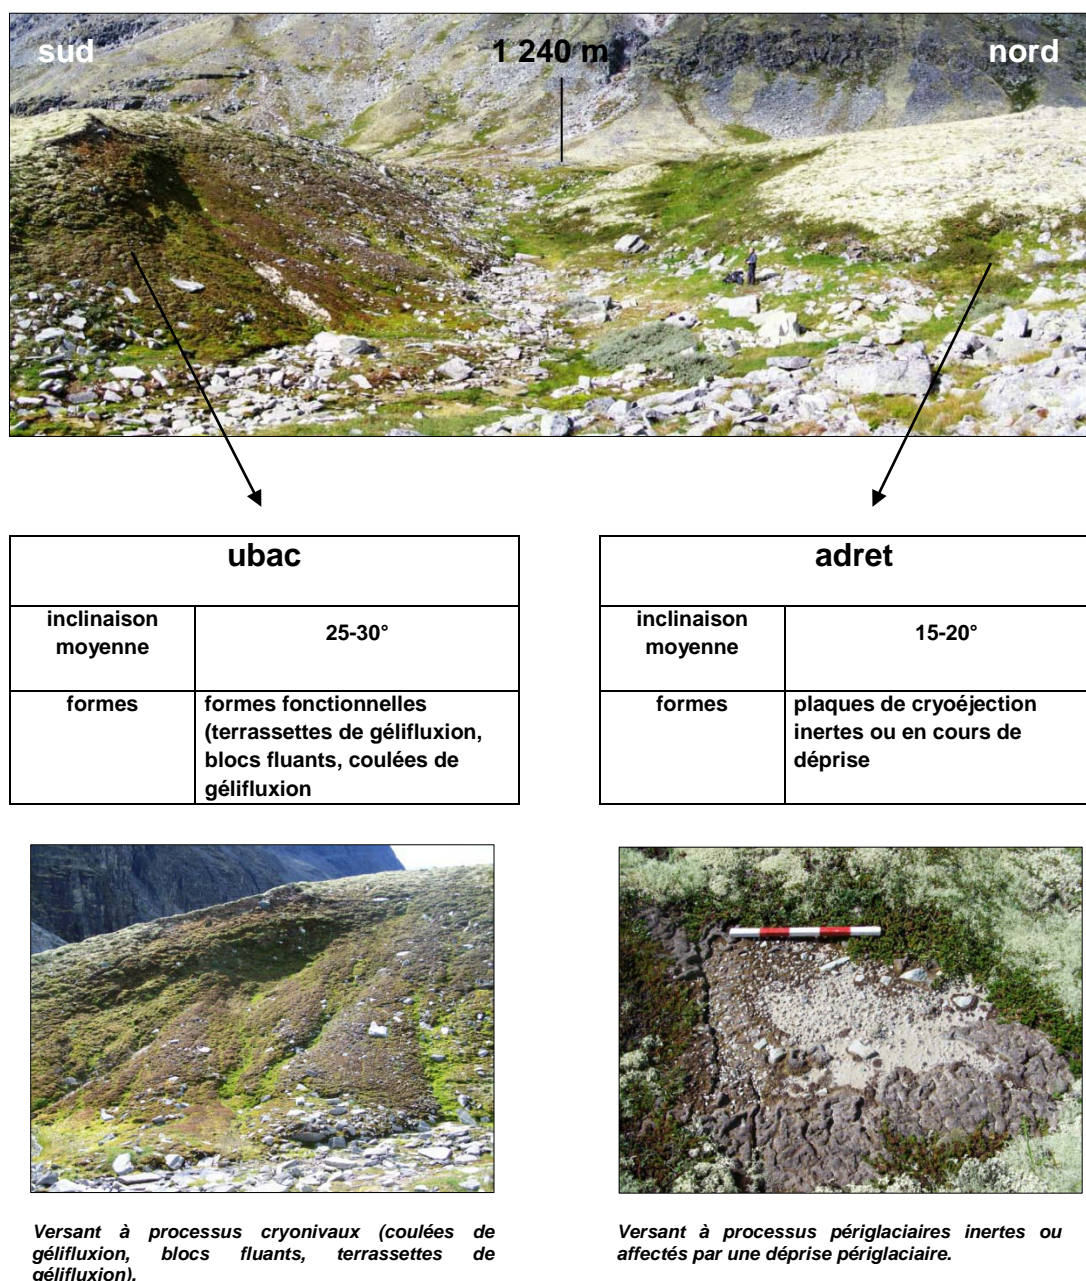 sud
1 240 m
nord
ubac
inclinaison
moyenne
25-30°
formes
formes fonctionnelles
(terrassettes de gélifluxion,
blocs fluants, coulées de
gélifluxion
adret
inclinaison
moyenne
15-20°
formes
plaques de cryoéjection
inertes ou en cours de
déprise
Versant à processus cryonivaux (coulées de
gélifluxion, blocs fluants, terrassettes de
gélifluxion).
Versant à processus périglaciaires inertes ou
affectés par une déprise périglaciaire.